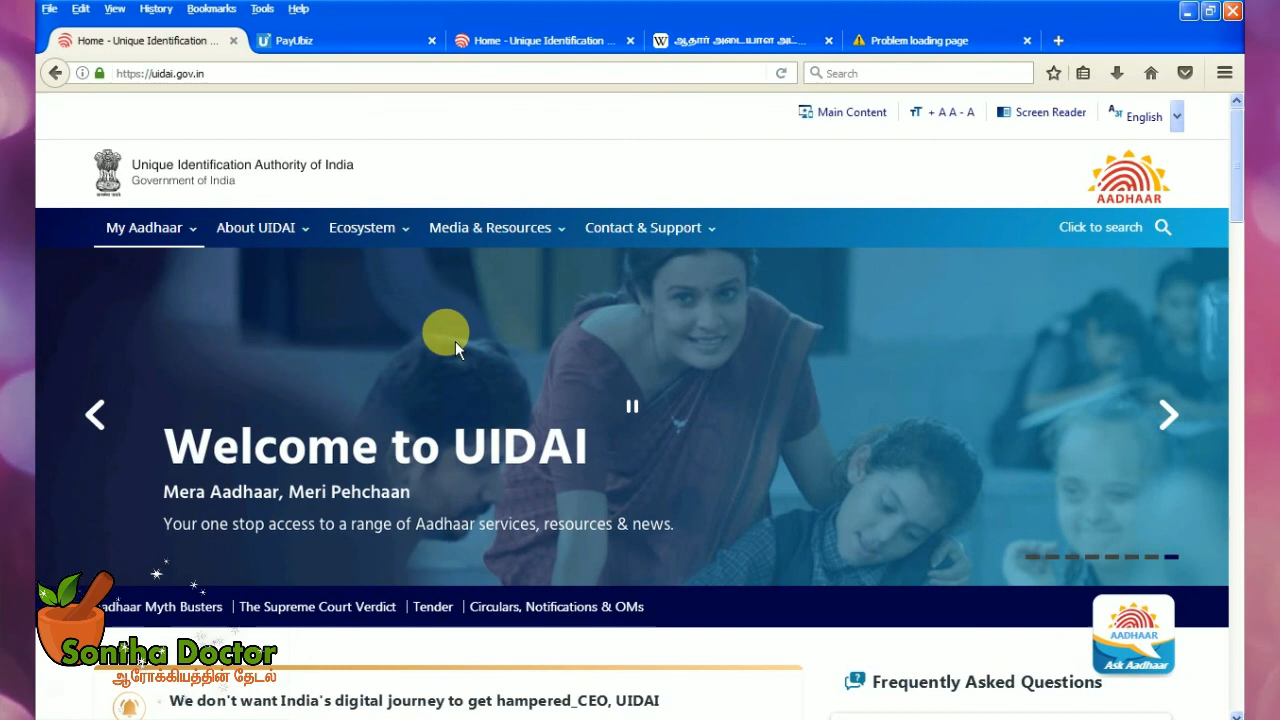 File Edit View History Bookmarks Tools Help
Home - Unique Identification ...
PayUbiz
Home - Unique Identification ...
ஆதார் அடையாள அட்...
Problem loading page
https://uidai.gov.in
Search
Main Content
+ A A - A
Screen Reader
English
Unique Identification Authority of India
Government of India
AADHAAR
My Aadhaar
About UIDAI
Ecosystem
Media & Resources
Contact & Support
Click to search
Welcome to UIDAI
Mera Aadhaar, Meri Pehchaan
Your one stop access to a range of Aadhaar services, resources & news.
adhaar Myth Busters | The Supreme Court Verdict | Tender | Circulars, Notifications & OMs
AADHAAR
Ask Aadhaar
Sontha Doctor
ஆரோக்கியத்தின் தேடல்
We don't want India's digital journey to get hampered_CEO, UIDAI
Frequently Asked Questions